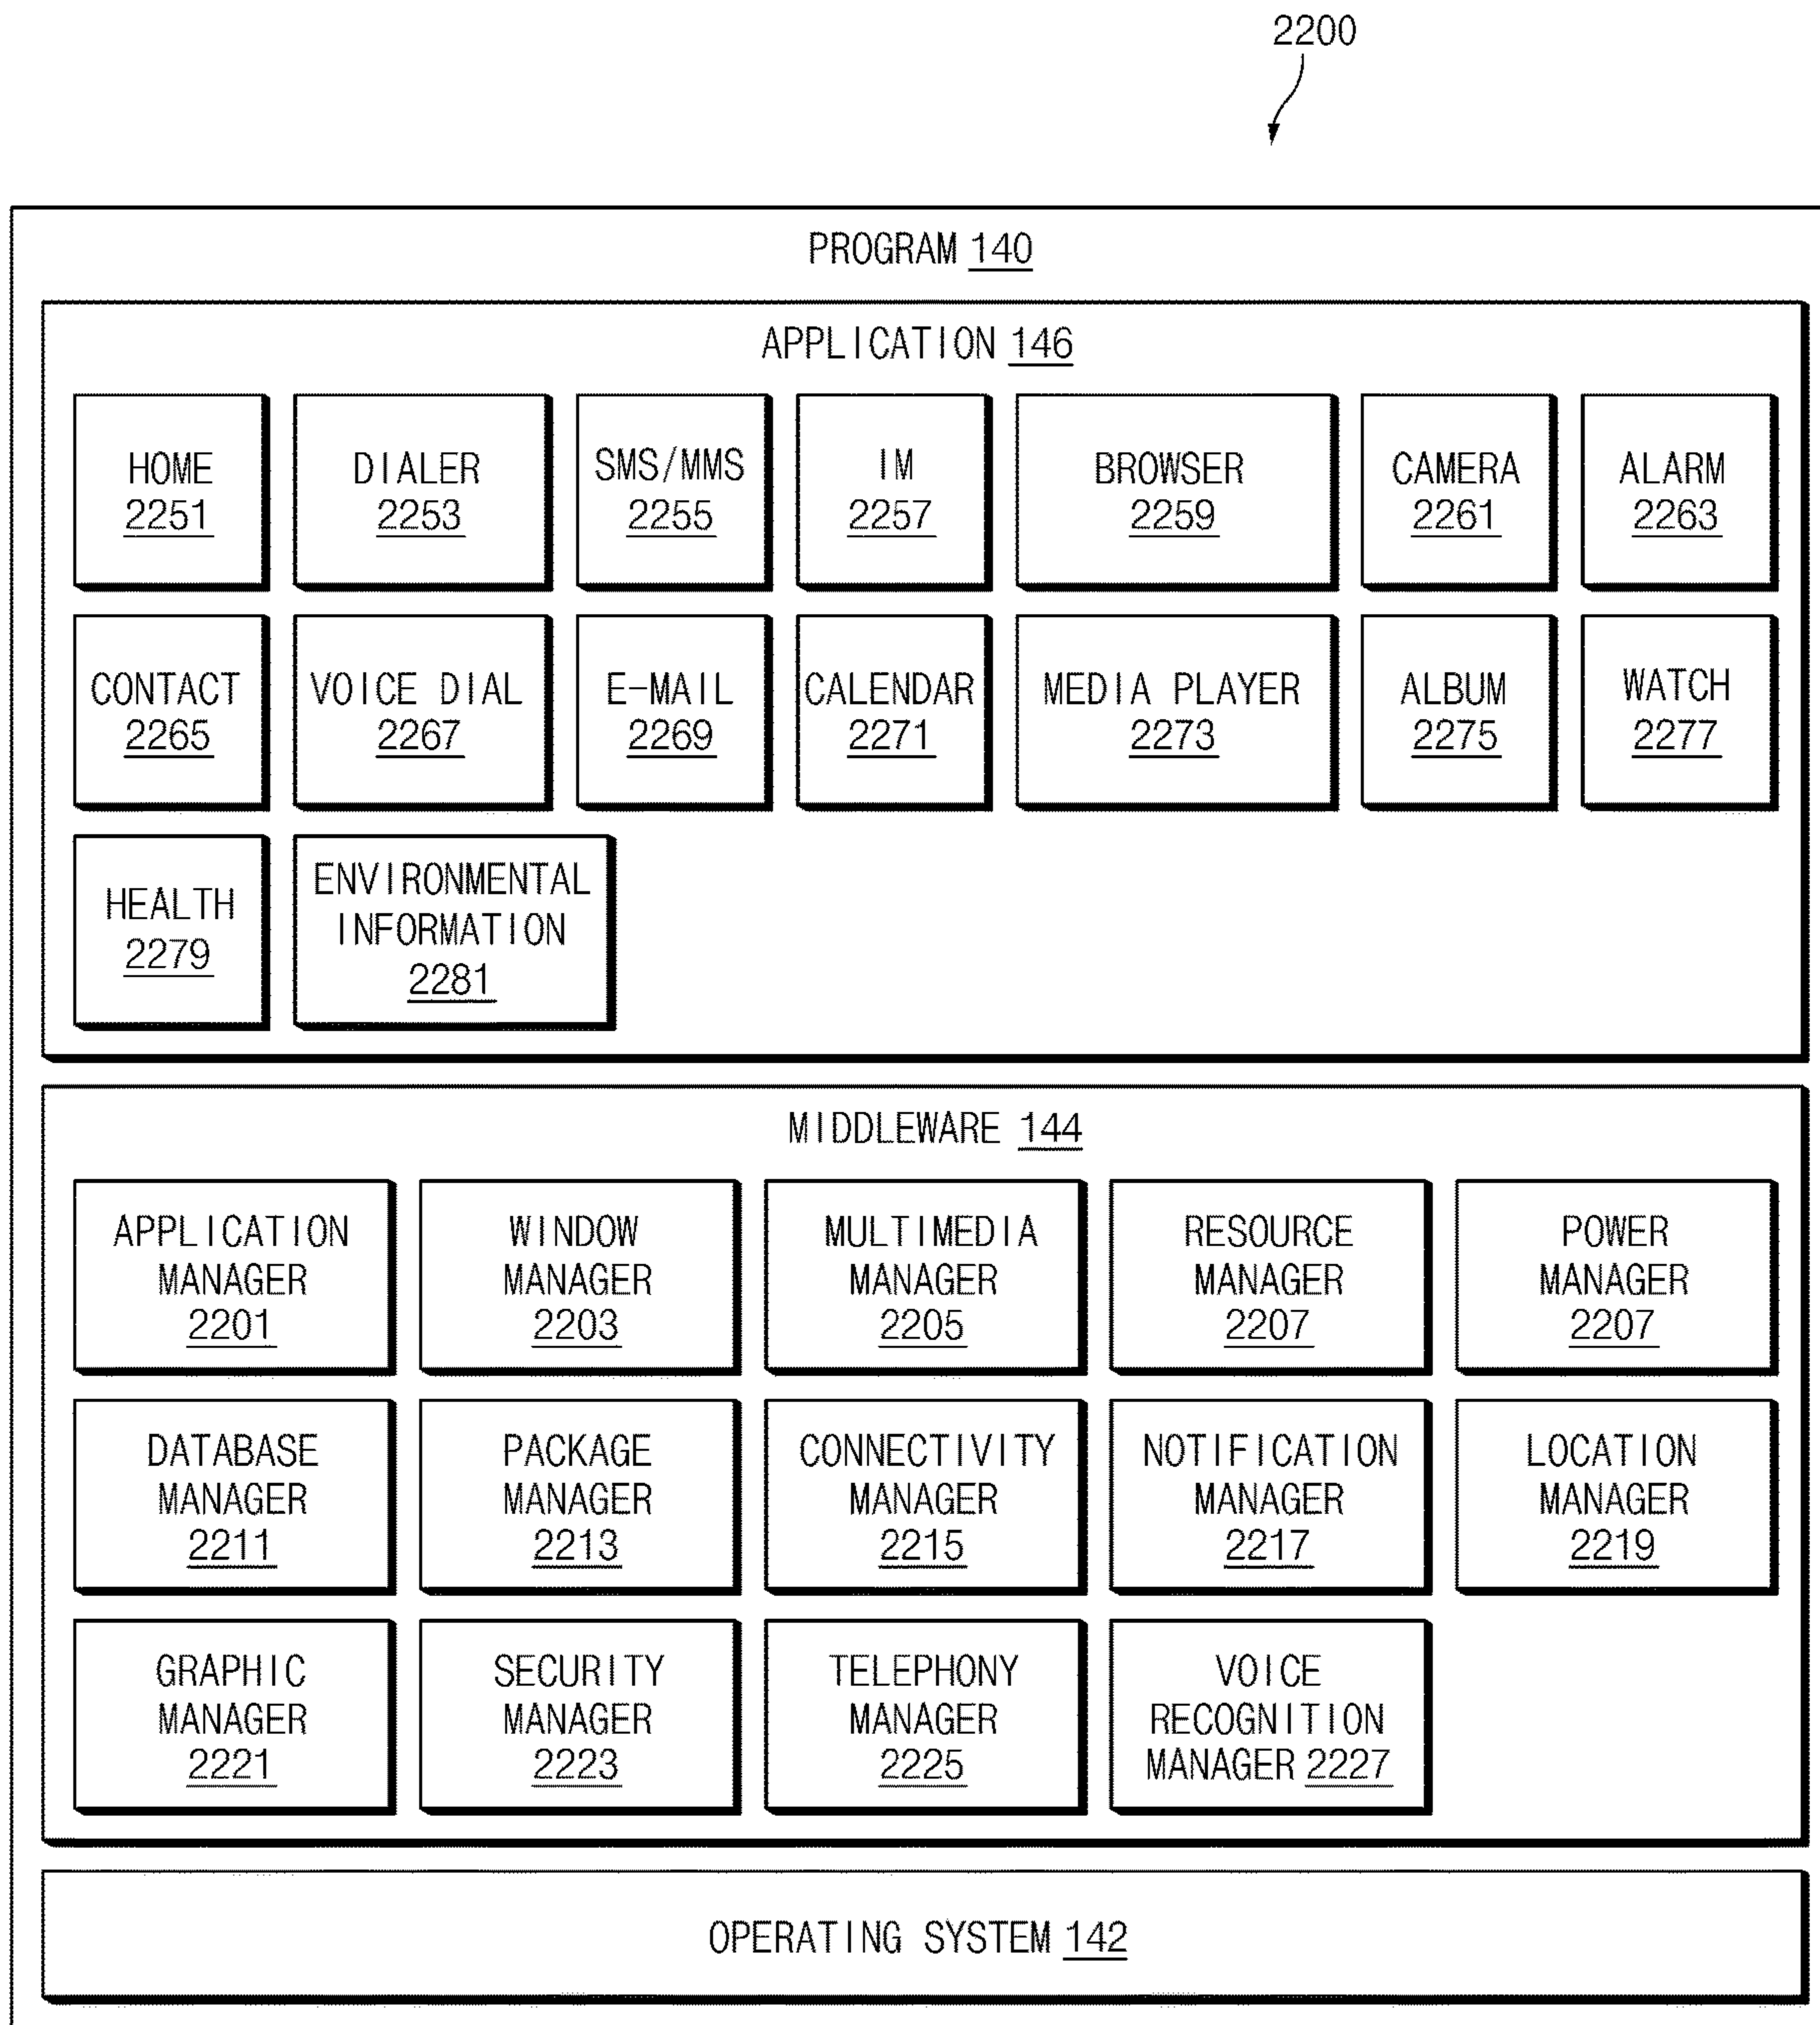 2200
PROGRAM 140
APPLICATION 146
HOME
2251
DIALER
2253
SMS/MMS
2255
IM
2257
BROWSER
2259
CAMERA
2261
ALARM
2263
CONTACT
2265
VOICE DIAL
2267
E-MAIL
2269
CALENDAR
2271
MEDIA PLAYER
2273
ALBUM
2275
WATCH
2277
HEALTH
2279
ENVIRONMENTAL
INFORMATION
2281
MIDDLEWARE 144
APPLICATION
MANAGER
2201
WINDOW
MANAGER
2203
MULTIMEDIA
MANAGER
2205
RESOURCE
MANAGER
2207
POWER
MANAGER
2207
DATABASE
MANAGER
2211
PACKAGE
MANAGER
2213
CONNECTIVITY
MANAGER
2215
NOTIFICATION
MANAGER
2217
LOCATION
MANAGER
2219
GRAPHIC
MANAGER
2221
SECURITY
MANAGER
2223
TELEPHONY
MANAGER
2225
VOICE
RECOGNITION
MANAGER 2227
OPERATING SYSTEM 142